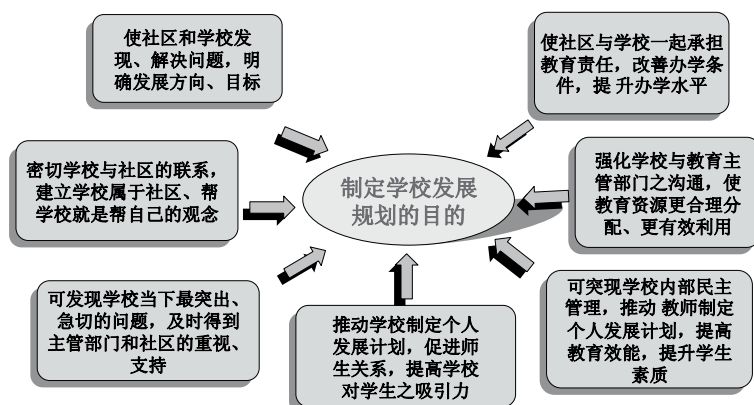 使社区和学校发
现、解决问题，明
确发展方向、目标
使社区与学校一起承担
教育责任，改善办学条
件，提 升办学水平
密切学校与社区的联系，
建立学校属于社区、帮
学校就是帮自己的观念
制定学校发展
规划的目的
强化学校与教育主
管部门之沟通，使
教育资源更合理分
配、更有效利用
可发现学校当下最突出、
急切的问题，及时得到
主管部门和社区的重视、
支持
推动学校制定个人
发展计划，促进师
生关系，提高学校
对学生之吸引力
可突现学校内部民主
管理，推动 教师制定
个人发展计划，提高
教育效能，提升学生
素质